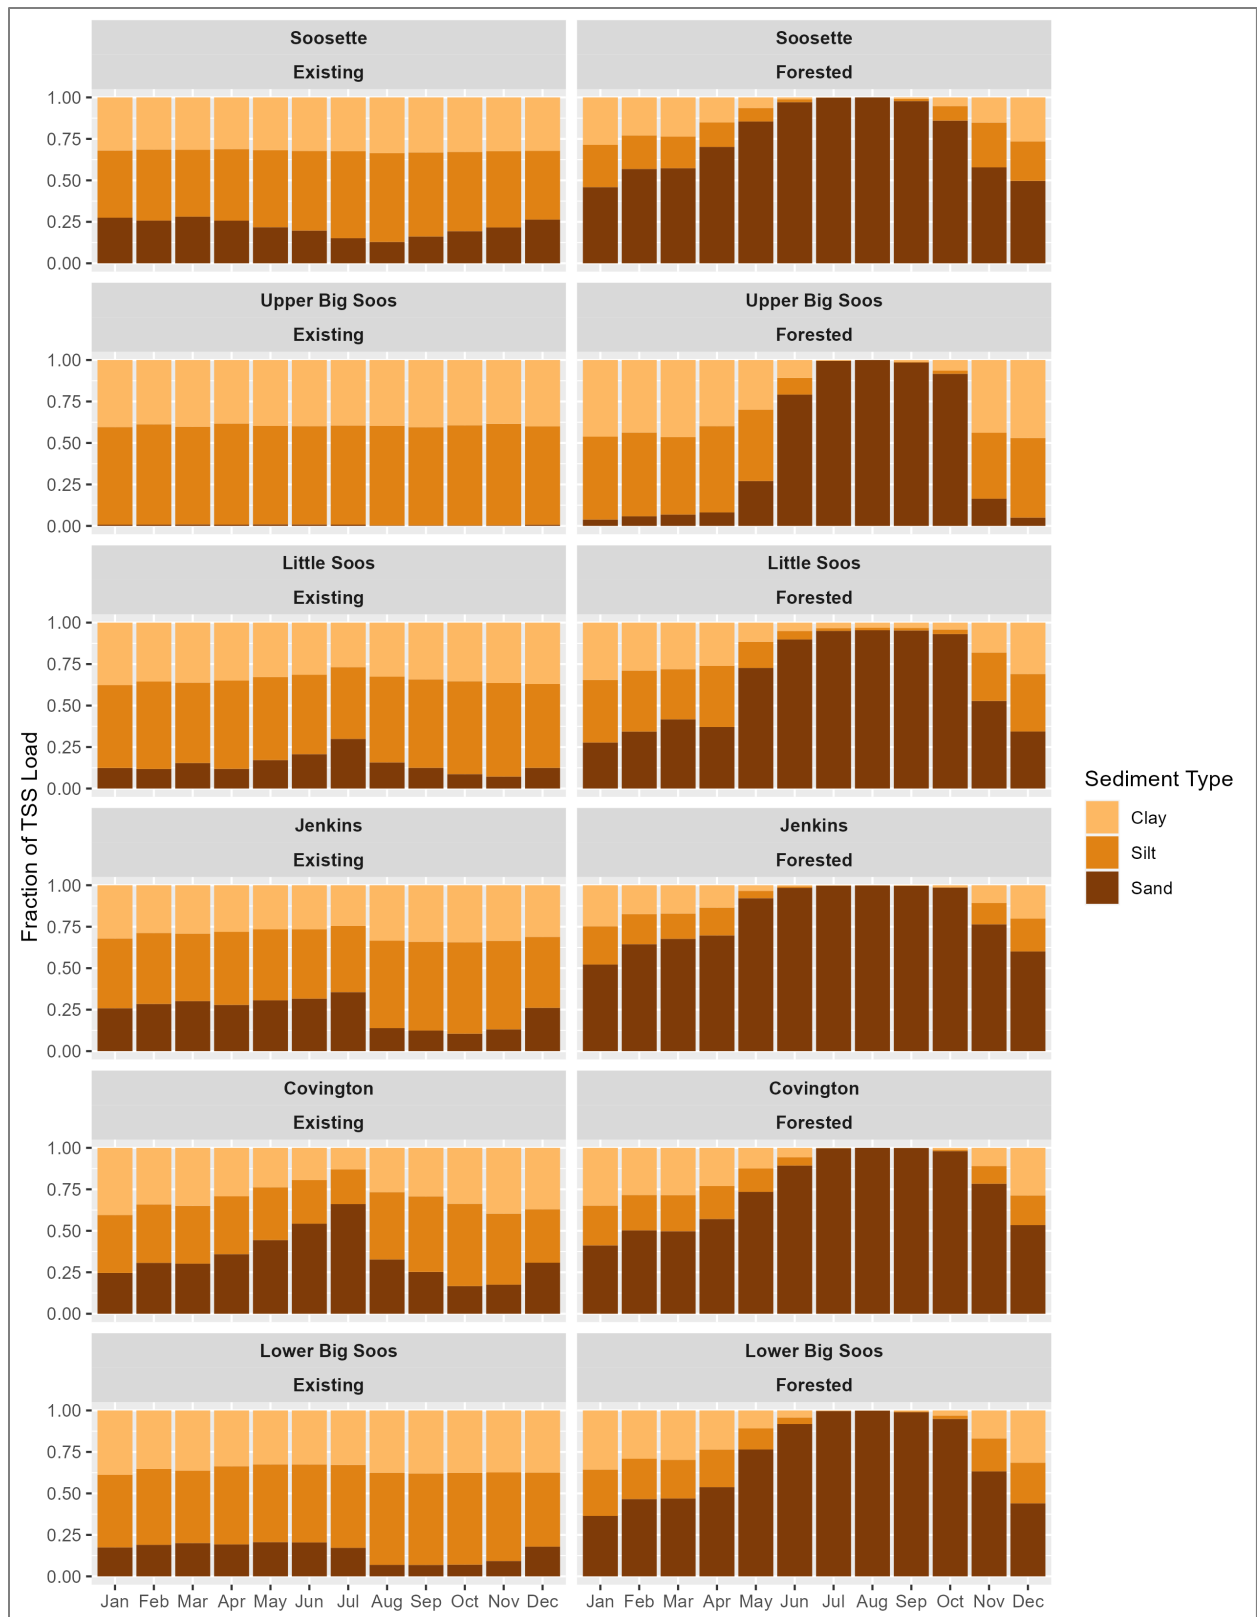 Soosette
Existing
Soosette
Forested
1.00
0.75
0.50
0.25
0.00
Upper Big Soos
Existing
Upper Big Soos
Forested
1.00
0.75
0.50
0.25
0.00
Little Soos
Existing
Little Soos
Forested
1.00
0.75
0.50
0.25
0.00
Jenkins
Existing
Jenkins
Forested
1.00
0.75
0.50
0.25
0.00
Covington
Existing
Covington
Forested
1.00
0.75
0.50
0.25
0.00
Lower Big Soos
Existing
Lower Big Soos
Forested
1.00
0.75
0.50
0.25
0.00
Jan Feb Mar Apr May Jun Jul Aug Sep Oct Nov Dec
Jan Feb Mar Apr May Jun Jul Aug Sep Oct Nov Dec
Fraction of TSS Load
Sediment Type
Clay
Silt
Sand